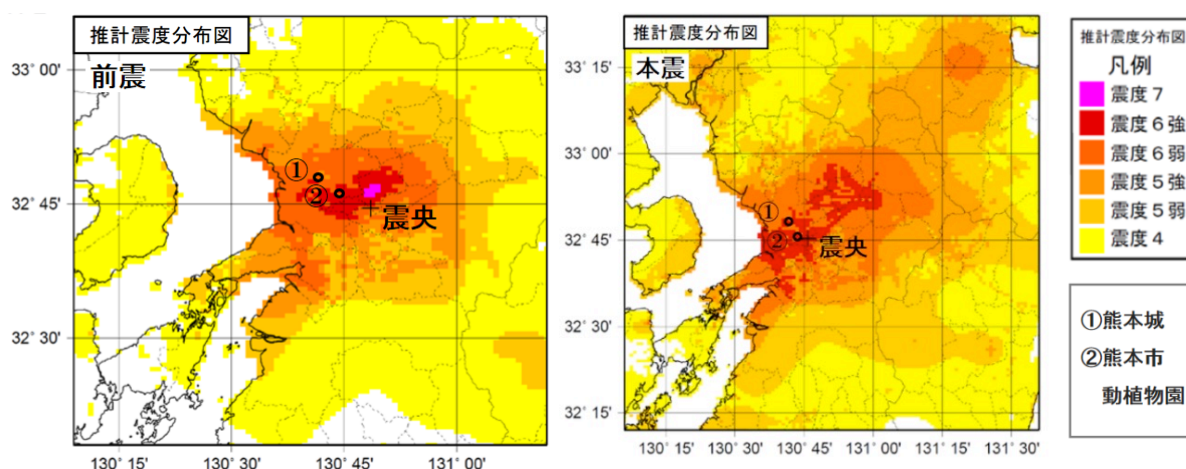 推計震度分布図
前震
33° 00'
32° 45'
32° 30'
130° 15'
130° 30'
130° 45'
131° 00'
①
②
震央
推計震度分布図
本震
33° 15'
33° 00'
32° 45'
32° 30'
32° 15'
130° 15'
130° 30'
130° 45'
131° 00'
131° 15'
131° 30'
①
②
震央
推計震度分布図
凡例
震度7
震度6強
震度6弱
震度5強
震度5弱
震度4
①熊本城
②熊本市
動植物園